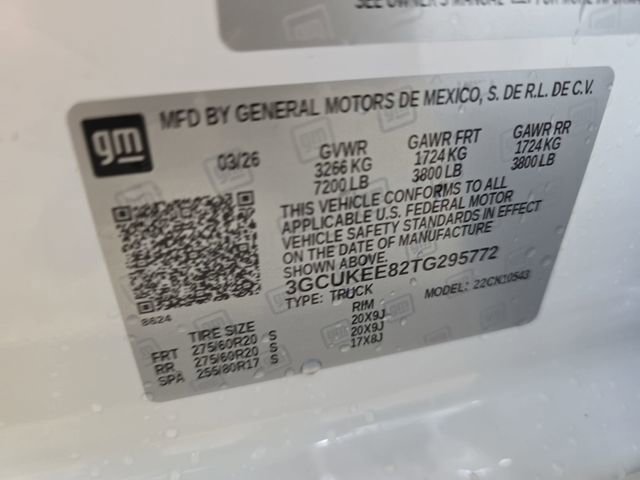 MFD BY GENERAL MOTORS DE MEXICO, S. DE R.L. DE C.V.
gm
03/26 GVWR GAWR FRT GAWR RR
3266 KG 1724 KG 1724 KG
7200 LB 3800 LB 3800 LB
THIS VEHICLE CONFORMS TO ALL
APPLICABLE U.S. FEDERAL MOTOR
VEHICLE SAFETY STANDARDS IN EFFECT
ON THE DATE OF MANUFACTURE
SHOWN ABOVE.
3GCUKEE82TG295772
TYPE: TRUCK MODEL: 22CK10543
8624
TIRE SIZE RIM
FRT 275/60R20 S 20X9J
RR 275/60R20 S 20X9J
SPA 255/80R17 S 17X8J